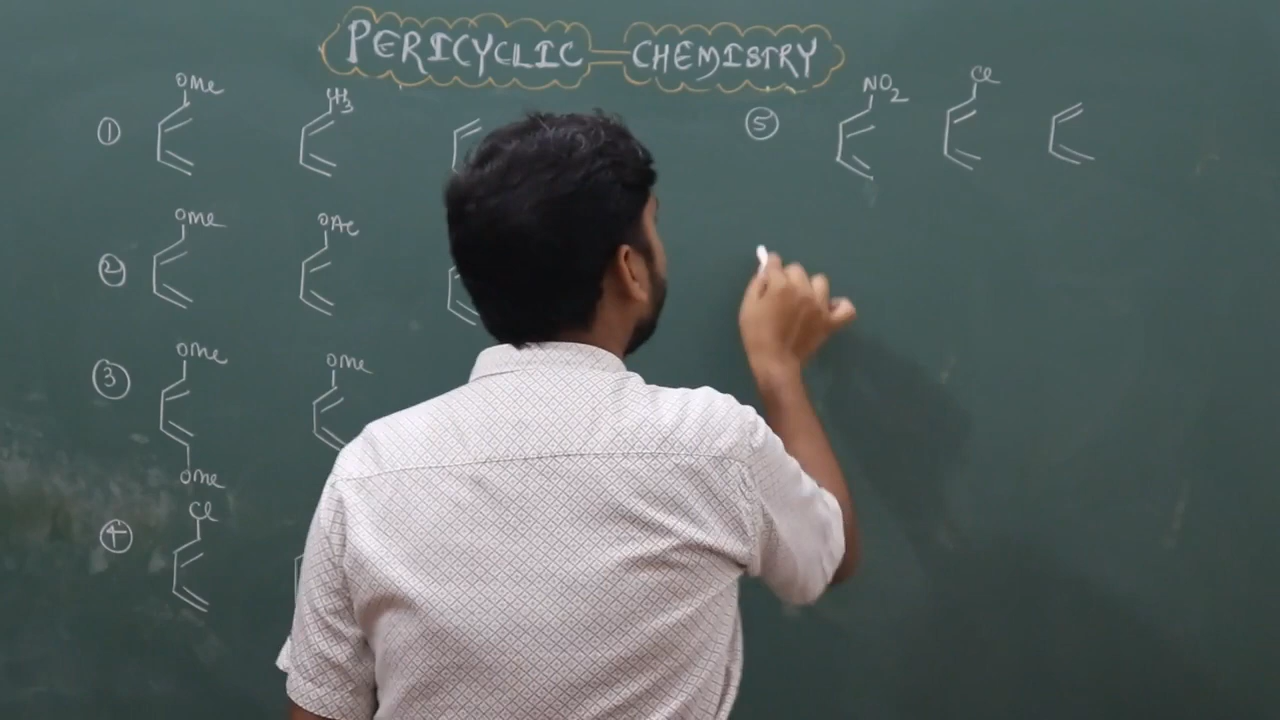 PERICYCLIC — CHEMISTRY
① OMe CH3
② OMe OAc
③ OMe OMe
OMe
④ Cl
⑤ NO2 Cl